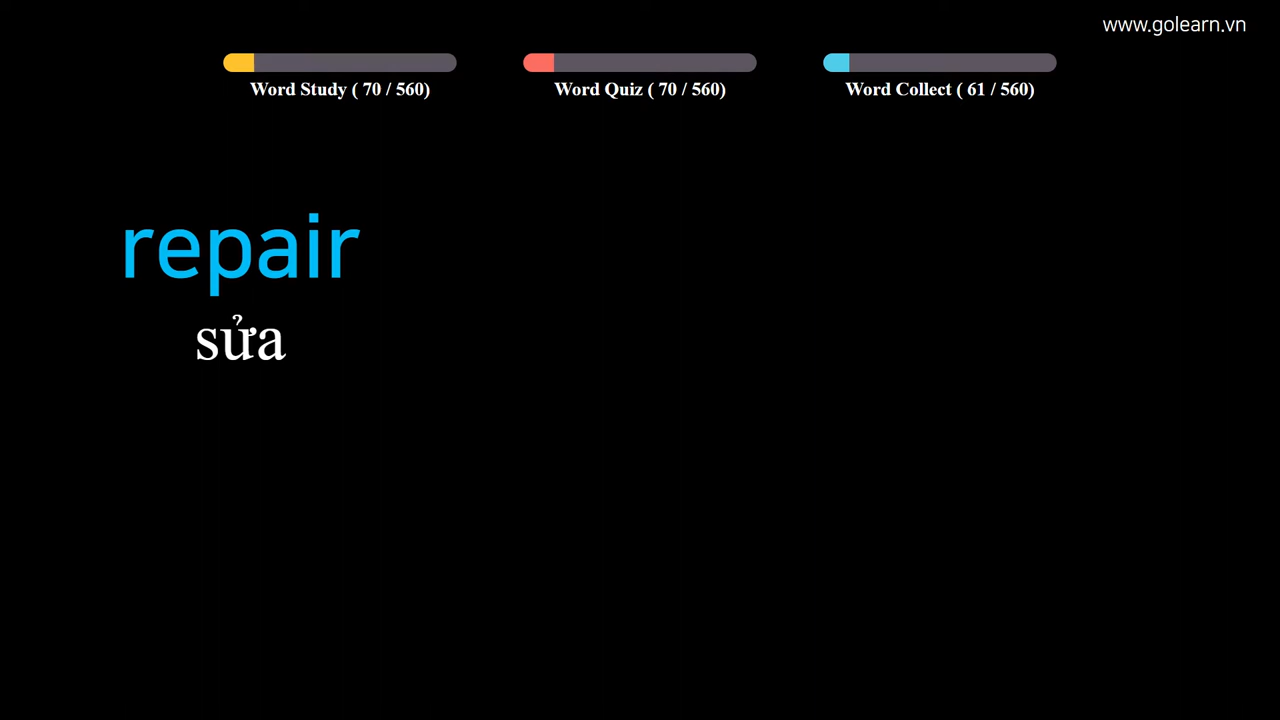 www.golearn.vn
Word Study ( 70 / 560)
Word Quiz ( 70 / 560)
Word Collect ( 61 / 560)
repair
sửa